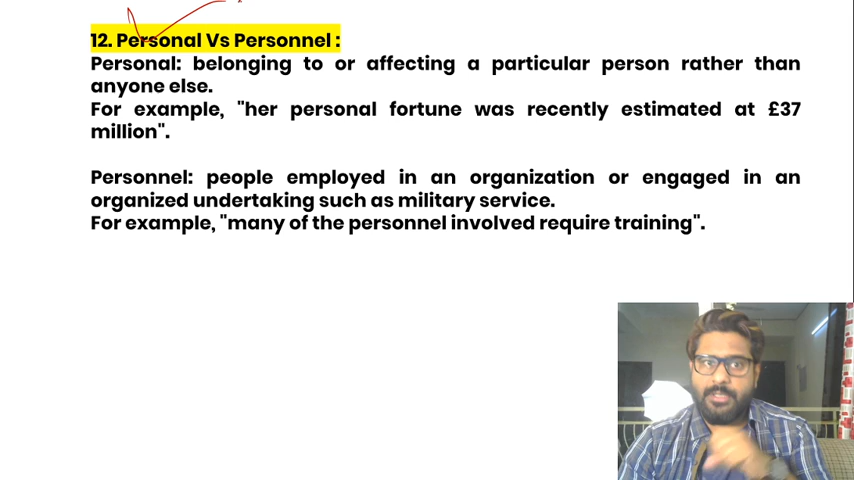 12. Personal Vs Personnel :
Personal: belonging to or affecting a particular person rather than
anyone else.
For example, "her personal fortune was recently estimated at £37
million".
Personnel: people employed in an organization or engaged in an
organized undertaking such as military service.
For example, "many of the personnel involved require training".